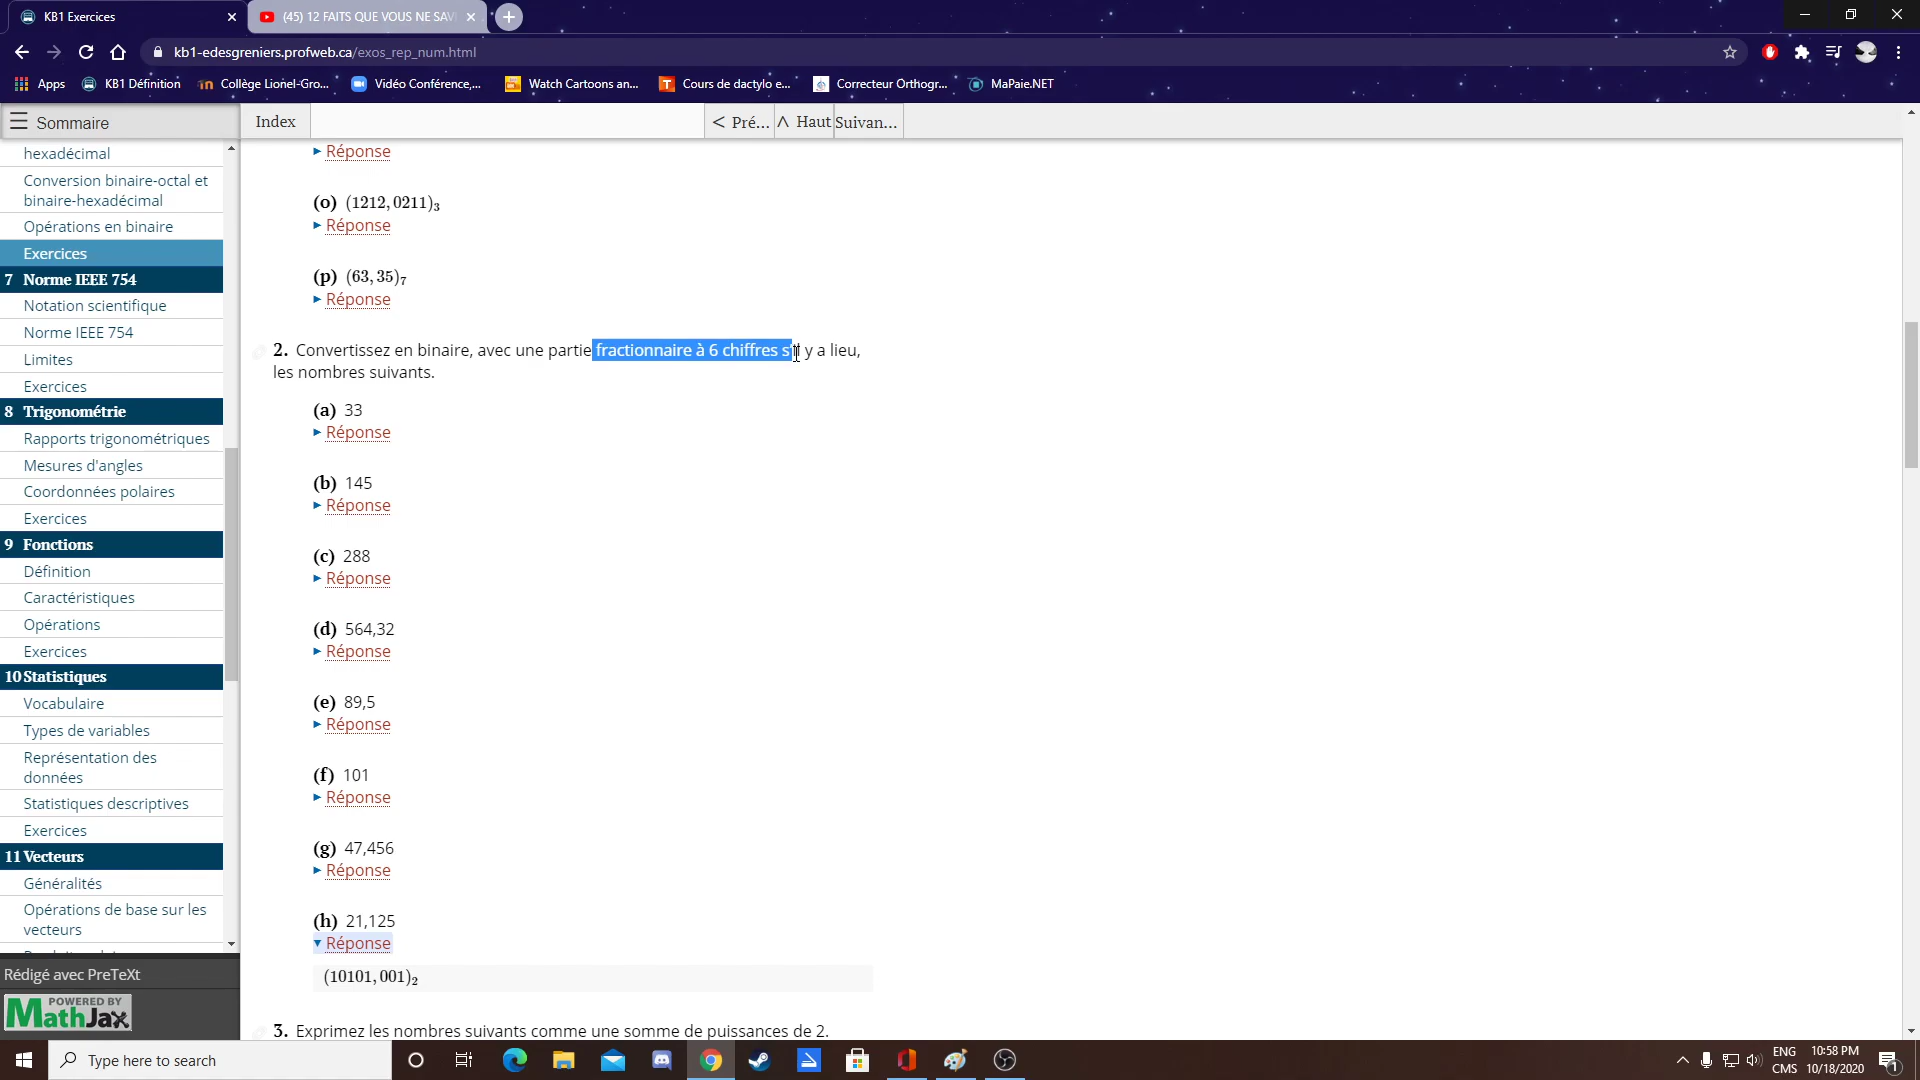 KB1 Exercices
(45) 12 FAITS QUE VOUS NE SAV
kb1-edesgreniers.profweb.ca/exos_rep_num.html
Apps
KB1 Définition
Collège Lionel-Gro...
Vidéo Conférence,...
Watch Cartoons an...
Cours de dactylo e...
Correcteur Orthogr...
MaPaie.NET
Sommaire
Index
< Pré...
Haut
Suivan...
hexadécimal
Conversion binaire-octal et
binaire-hexadécimal
Opérations en binaire
Exercices
7 Norme IEEE 754
Notation scientifique
Norme IEEE 754
Limites
Exercices
8 Trigonométrie
Rapports trigonométriques
Mesures d'angles
Coordonnées polaires
Exercices
9 Fonctions
Définition
Caractéristiques
Opérations
Exercices
10 Statistiques
Vocabulaire
Types de variables
Représentation des
données
Statistiques descriptives
Exercices
11 Vecteurs
Généralités
Opérations de base sur les
vecteurs
Rédigé avec PreTeXt
POWERED BY
MathJax
Réponse
(o) (1212,0211)₃
Réponse
(p) (63,35)₇
Réponse
2. Convertissez en binaire, avec une partie fractionnaire à 6 chiffres s'il y a lieu,
les nombres suivants.
(a) 33
Réponse
(b) 145
Réponse
(c) 288
Réponse
(d) 564,32
Réponse
(e) 89,5
Réponse
(f) 101
Réponse
(g) 47,456
Réponse
(h) 21,125
Réponse
(10101,001)₂
3. Exprimez les nombres suivants comme une somme de puissances de 2.
Type here to search
ENG
CMS
10:58 PM
10/18/2020
1